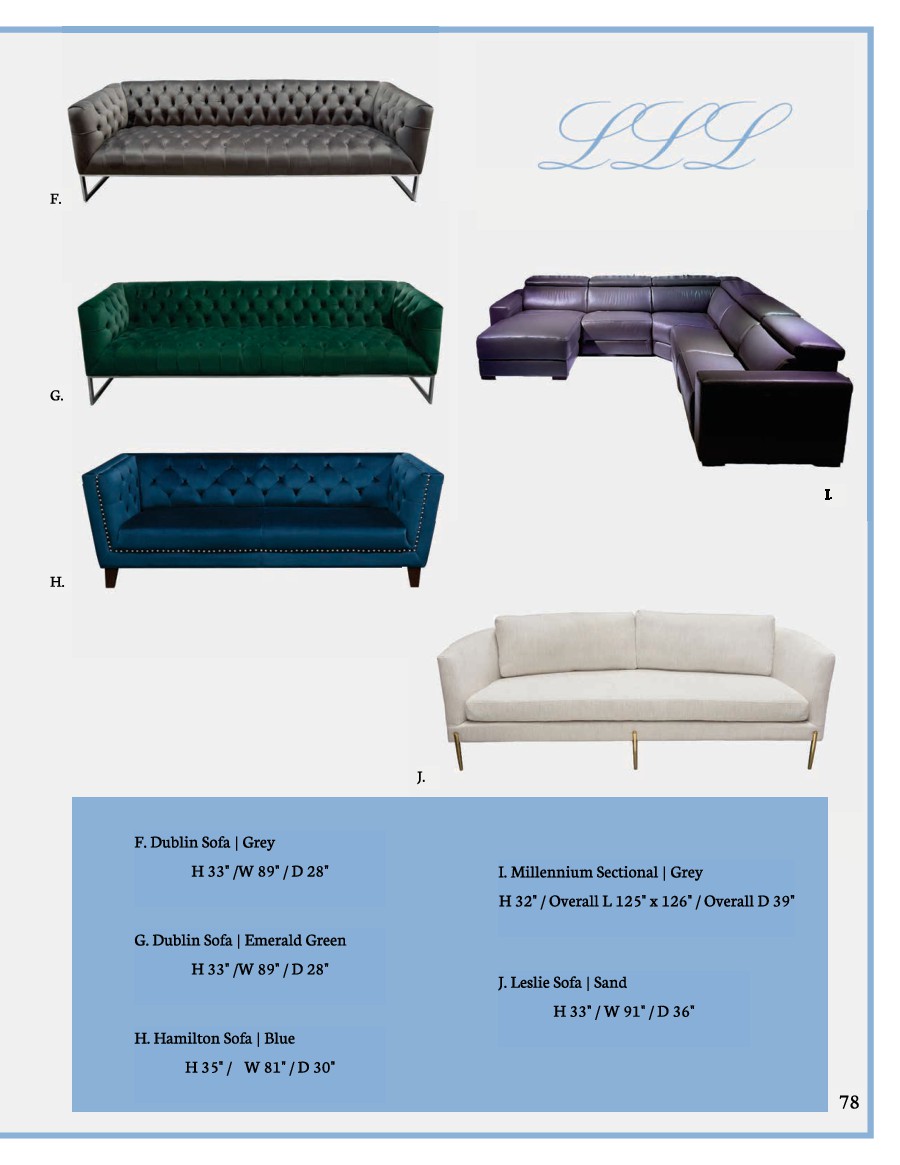 LLL
F.
G.
I.
H.
J.
F. Dublin Sofa | Grey
H 33" /W 89" / D 28"
G. Dublin Sofa | Emerald Green
H 33" /W 89" / D 28"
H. Hamilton Sofa | Blue
H 35" / W 81" / D 30"
I. Millennium Sectional | Grey
H 32" / Overall L 125" x 126" / Overall D 39"
J. Leslie Sofa | Sand
H 33" / W 91" / D 36"
78